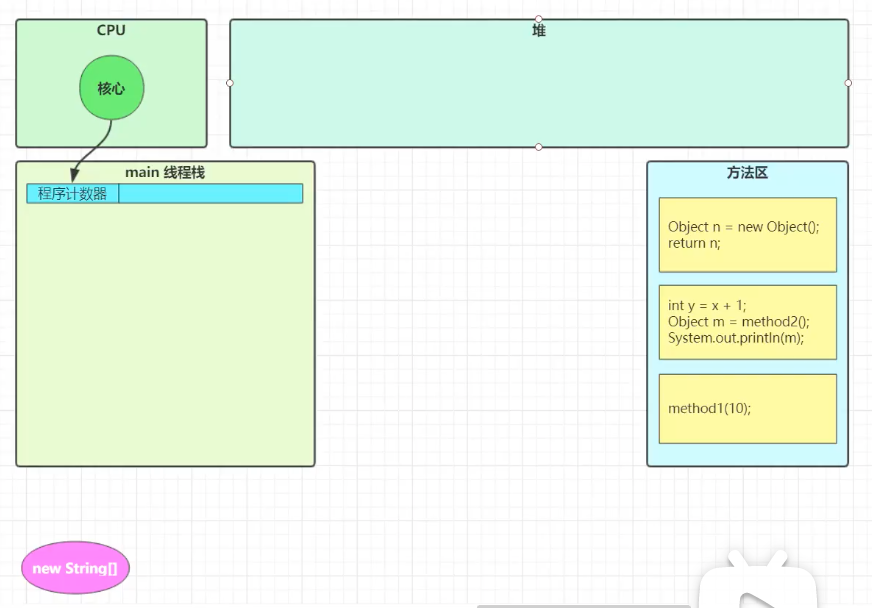 CPU
核心
堆
main 线程栈
程序计数器
方法区
Object n = new Object();
return n;
int y = x + 1;
Object m = method2();
System.out.println(m);
method1(10);
new String[]